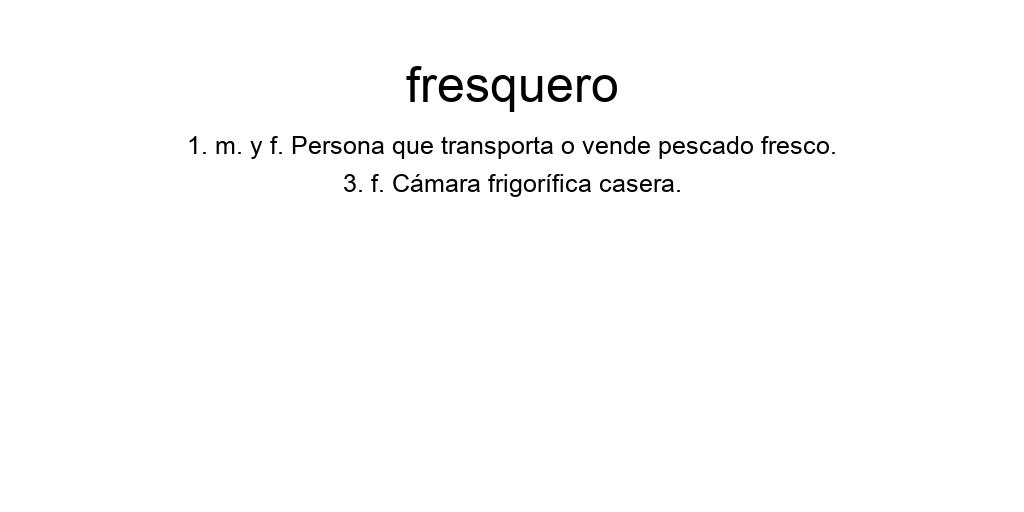 fresquero
1. m. y f. Persona que transporta o vende pescado fresco.
3. f. Cámara frigorífica casera.